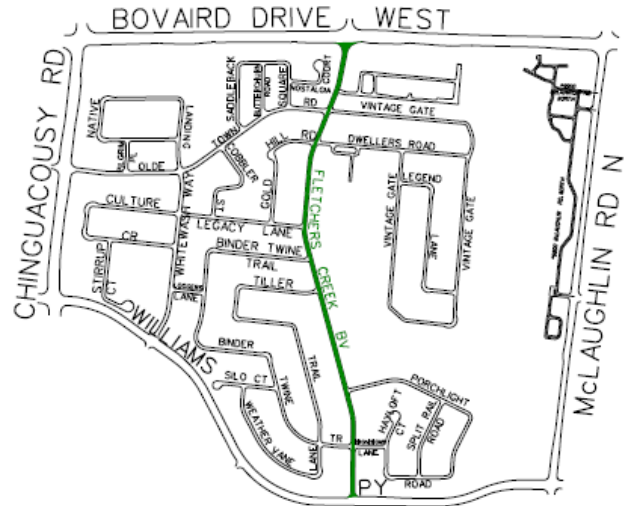 BOVAIRD DRIVE WEST
CHINGUACOUSY RD
McLAUGHLIN RD N
WILLIAMS
PY
FLETCHERS CREEK BV
NATIVE
LANDING
PILGRIM
OLDE
TOWN
RD
SADDLEBACK
SQUARE
ROAD
NOSTALGIA
COURT
VINTAGE GATE
DWELLERS ROAD
GOLD
HILL
RD
COBBLER
ST
LEGEND
LANE
VINTAGE GATE
VINTAGE GATE
CULTURE
CR
WHITEWASH WAY
LEGACY LANE
STIRRUP
CT
LANE
BINDER TWINE
TRAIL
TILLER
TRAIL
BINDER
TWINE
TR
SILO CT
WEATHER VANE
LANE
LANE
PORCHLIGHT
ROAD
HAYLOFT
CT
SPLIT RAIL
ROAD